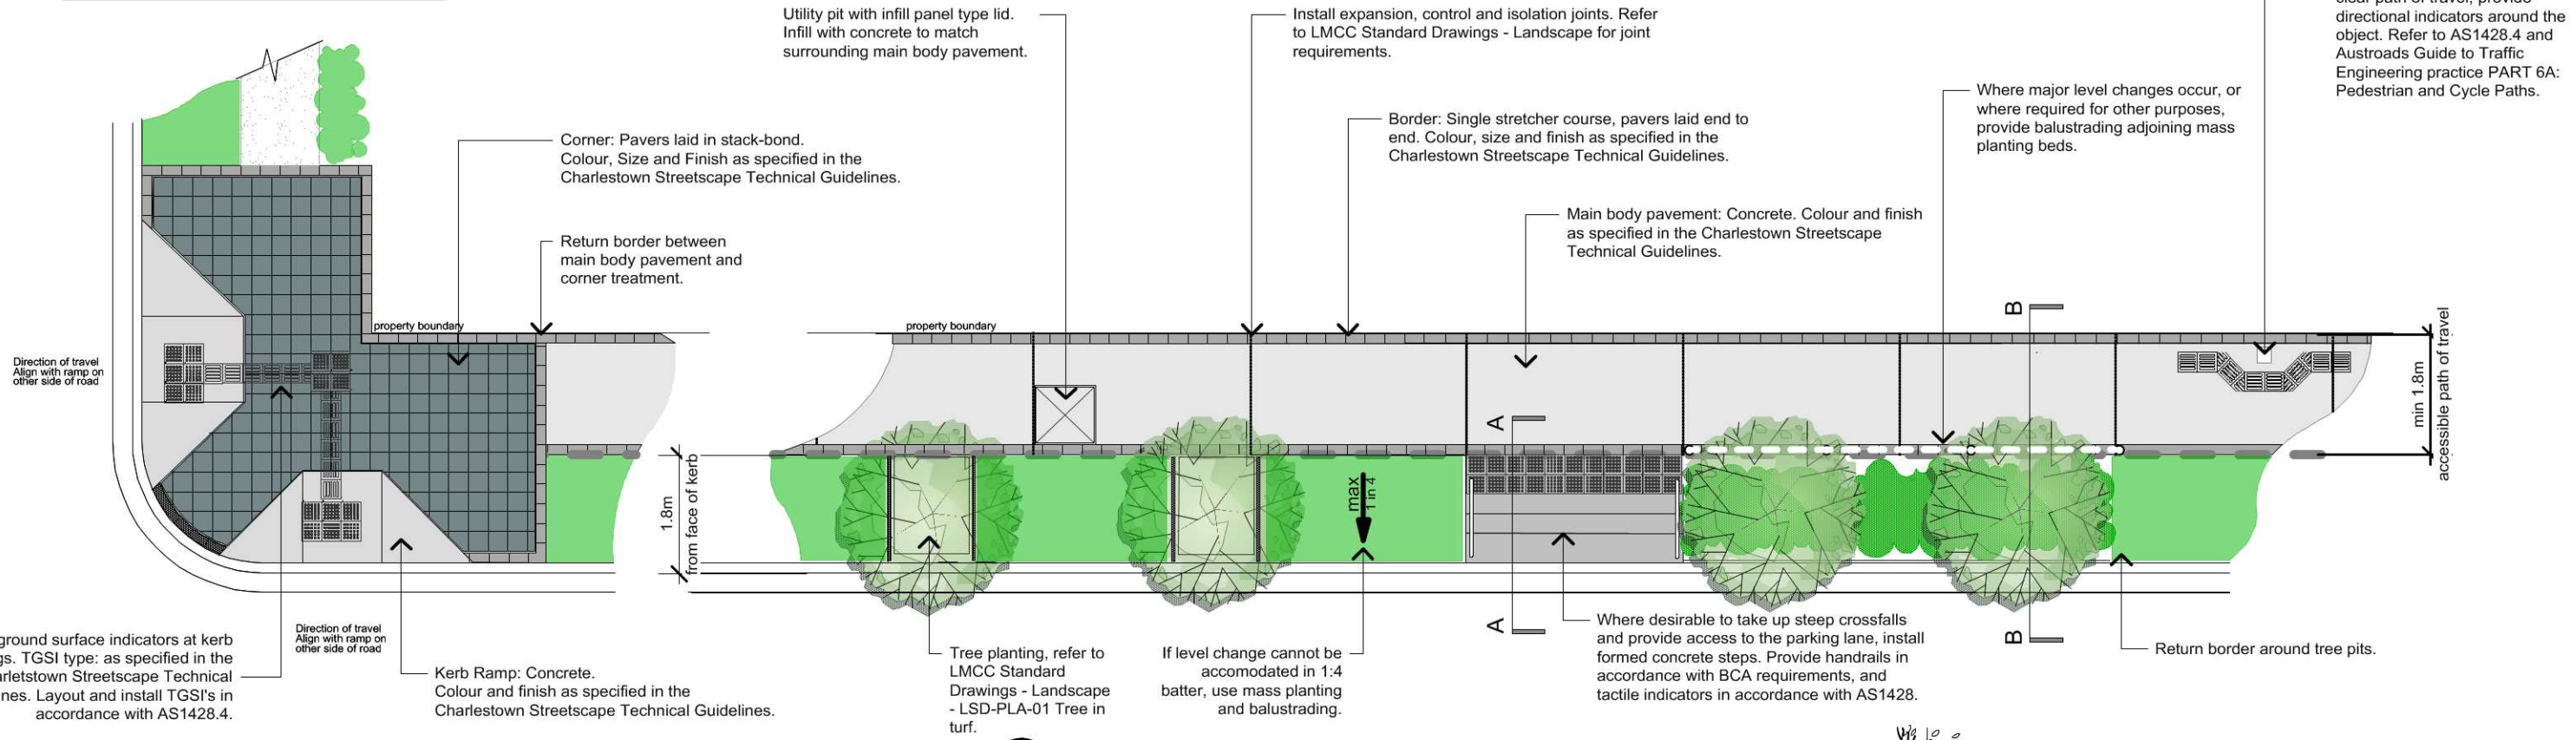 Utility pit with infill panel type lid.
Infill with concrete to match
surrounding main body pavement.
Install expansion, control and isolation joints. Refer
to LMCC Standard Drawings - Landscape for joint
requirements.
clear path of travel, provide
directional indicators around the
object. Refer to AS1428.4 and
Austroads Guide to Traffic
Engineering practice PART 6A:
Pedestrian and Cycle Paths.
Where major level changes occur, or
where required for other purposes,
provide balustrading adjoining mass
planting beds.
Border: Single stretcher course, pavers laid end to
end. Colour, size and finish as specified in the
Charlestown Streetscape Technical Guidelines.
Corner: Pavers laid in stack-bond.
Colour, Size and Finish as specified in the
Charlestown Streetscape Technical Guidelines.
Main body pavement: Concrete. Colour and finish
as specified in the Charlestown Streetscape
Technical Guidelines.
Return border between
main body pavement and
corner treatment.
property boundary
property boundary
B
Direction of travel
Align with ramp on
other side of road
min 1.8m
accessible path of travel
A
1.8m
from face of kerb
max
1 in 4
A
B
ground surface indicators at kerb
gs. TGSI type: as specified in the
arletstown Streetscape Technical
nes. Layout and install TGSI's in
accordance with AS1428.4.
Direction of travel
Align with ramp on
other side of road
Kerb Ramp: Concrete.
Colour and finish as specified in the
Charlestown Streetscape Technical Guidelines.
Tree planting, refer to
LMCC Standard
Drawings - Landscape
- LSD-PLA-01 Tree in
turf.
If level change cannot be
accomodated in 1:4
batter, use mass planting
and balustrading.
Where desirable to take up steep crossfalls
and provide access to the parking lane, install
formed concrete steps. Provide handrails in
accordance with BCA requirements, and
tactile indicators in accordance with AS1428.
Return border around tree pits.